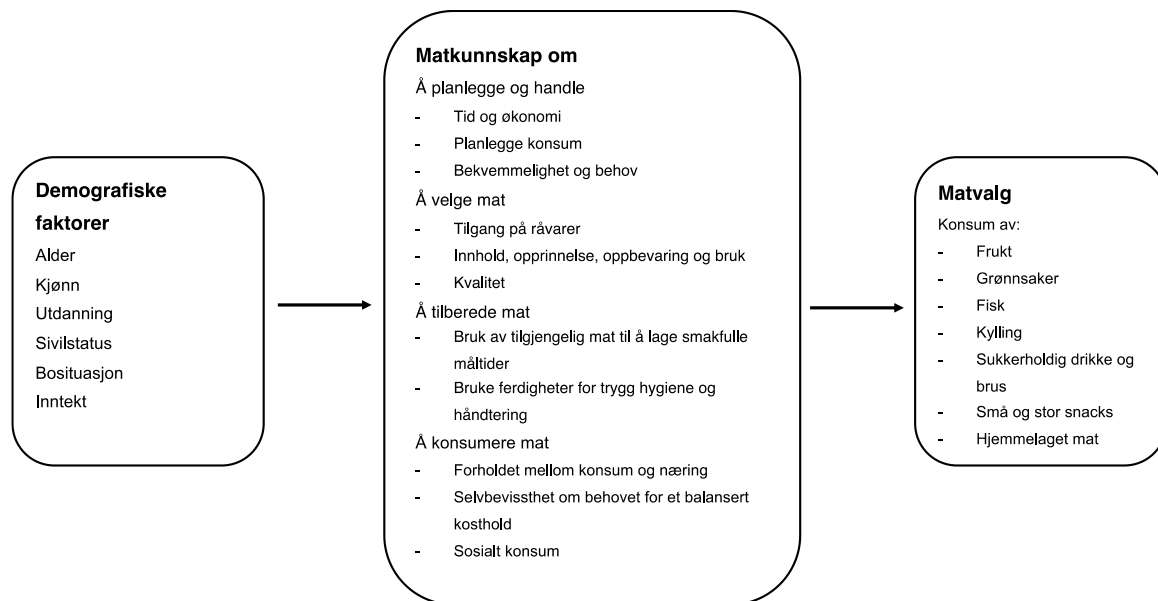 Demografiske
faktorer
Alder
Kjønn
Utdanning
Sivilstatus
Bosituasjon
Inntekt
Matkunnskap om
Å planlegge og handle
- Tid og økonomi
- Planlegge konsum
- Bekvemmelighet og behov
Å velge mat
- Tilgang på råvarer
- Innhold, opprinnelse, oppbevaring og bruk
- Kvalitet
Å tilberede mat
- Bruk av tilgjengelig mat til å lage smakfulle
måltider
- Bruke ferdigheter for trygg hygiene og
håndtering
Å konsumere mat
- Forholdet mellom konsum og næring
- Selvbevissthet om behovet for et balansert
kosthold
- Sosialt konsum
Matvalg
Konsum av:
- Frukt
- Grønnsaker
- Fisk
- Kylling
- Sukkerholdig drikke og
brus
- Små og stor snacks
- Hjemmelaget mat